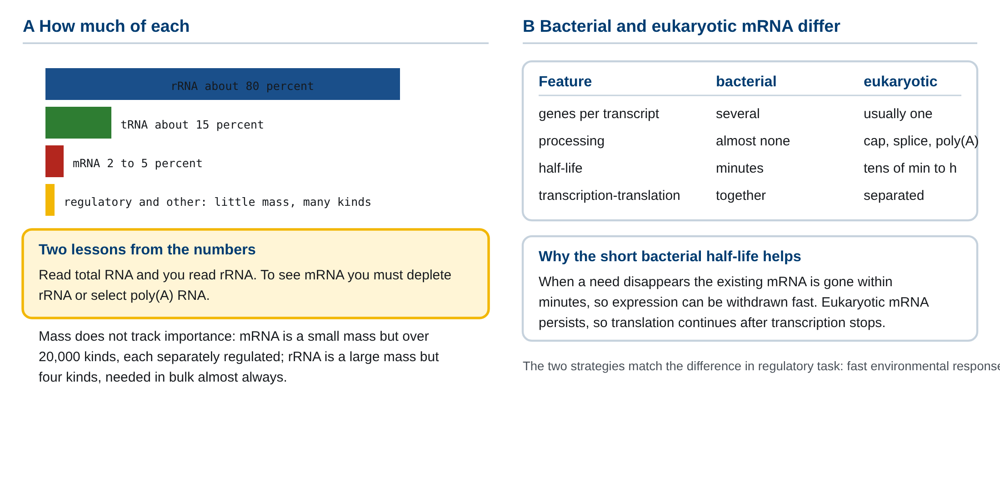 A How much of each
rRNA about 80 percent
tRNA about 15 percent
mRNA 2 to 5 percent
regulatory and other: little mass, many kinds
Two lessons from the numbers
Read total RNA and you read rRNA. To see mRNA you must deplete
rRNA or select poly(A) RNA.
Mass does not track importance: mRNA is a small mass but over
20,000 kinds, each separately regulated; rRNA is a large mass but
four kinds, needed in bulk almost always.
B Bacterial and eukaryotic mRNA differ
Feature bacterial eukaryotic
genes per transcript several usually one
processing almost none cap, splice, poly(A)
half-life minutes tens of min to h
transcription-translation together separated
Why the short bacterial half-life helps
When a need disappears the existing mRNA is gone within
minutes, so expression can be withdrawn fast. Eukaryotic mRNA
persists, so translation continues after transcription stops.
The two strategies match the difference in regulatory task: fast environmental response